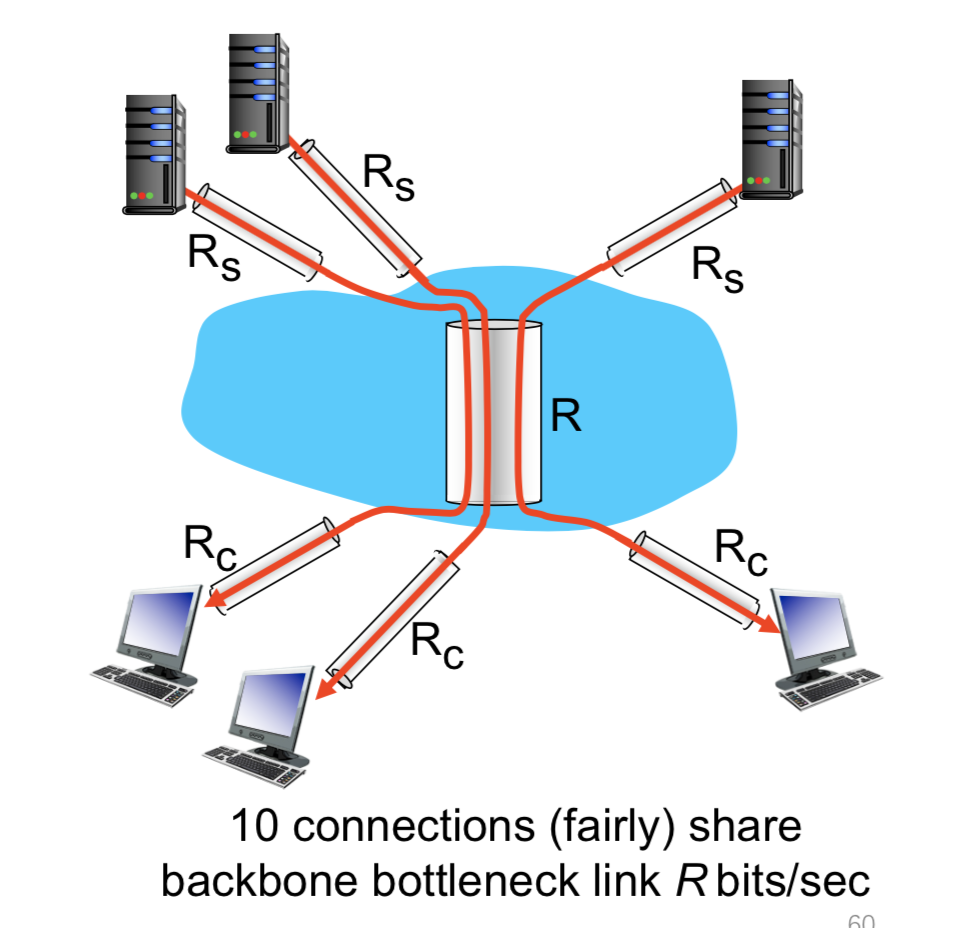 R_S
R_S
R_S
R
R_C
R_C
R_C
10 connections (fairly) share
backbone bottleneck link R bits/sec
60